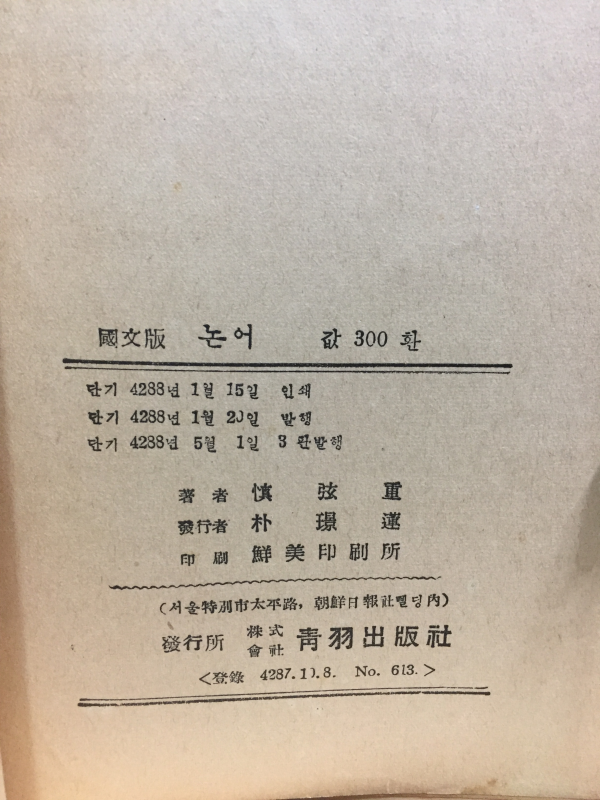 國文版 논어 값 300 환
단기 4288년 1월 15일 인쇄
단기 4288년 1월 20일 발행
단기 4288년 5월 1일 3판발행
著者 愼弦重
發行者 朴璟蓮
印刷 鮮美印刷所
(서울特別市太平路, 朝鮮日報社삘딩內)
發行所 株式會社 靑羽出版社
<登錄 4287.10.8. No. 613.>